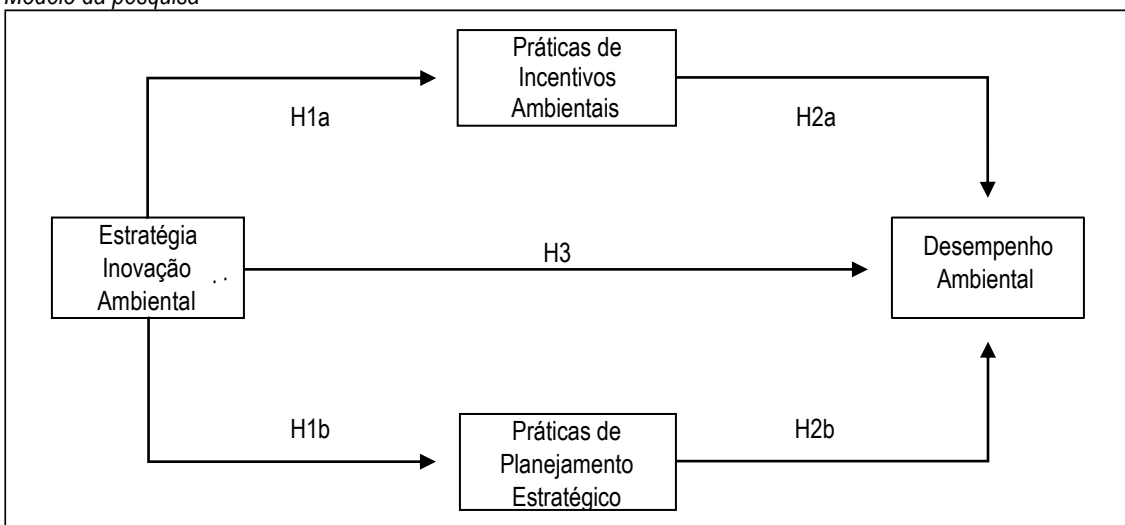 Modelo da pesquisa
Práticas de
Incentivos
Ambientais
H1a
H2a
Estratégia
Inovação
Ambiental
H3
Desempenho
Ambiental
H1b
H2b
Práticas de
Planejamento
Estratégico